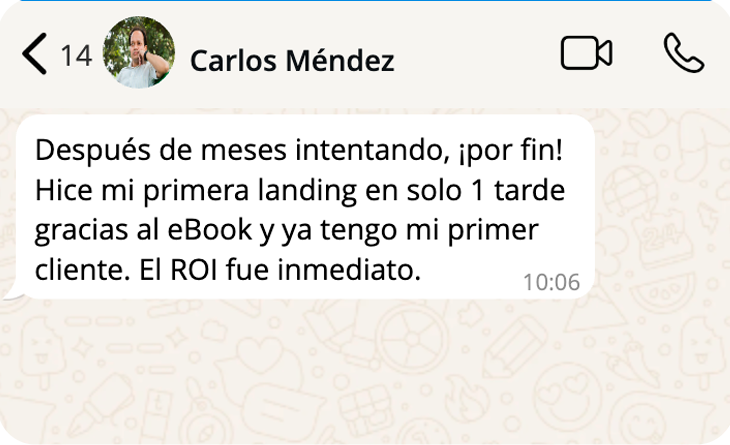 14 Carlos Méndez
Después de meses intentando, ¡por fin!
Hice mi primera landing en solo 1 tarde
gracias al eBook y ya tengo mi primer
cliente. El ROI fue inmediato.
10:06